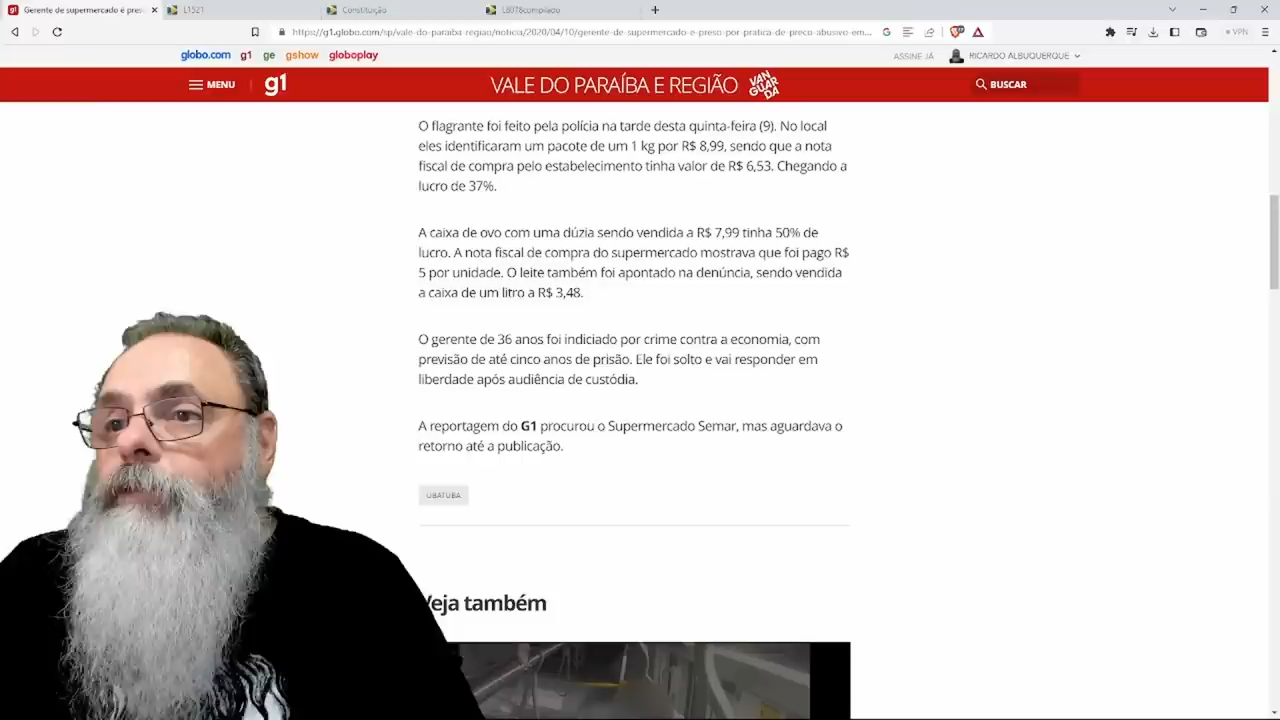 Gerente de supermercado é pres
L1521
Constituição
L8078compilado
https://g1.globo.com/sp/vale-do-paraiba-regiao/noticia/2020/04/10/gerente-de-supermercado-e-preso-por-pratica-de-preco-abusivo-em...
VPN
globo.com g1 ge gshow globoplay
ASSINE JÁ
RICARDO ALBUQUERQUE
MENU
g1
VALE DO PARAÍBA E REGIÃO
VAN
GUAR
DA
BUSCAR
O flagrante foi feito pela polícia na tarde desta quinta-feira (9). No local
eles identificaram um pacote de um 1 kg por R$ 8,99, sendo que a nota
fiscal de compra pelo estabelecimento tinha valor de R$ 6,53. Chegando a
lucro de 37%.
A caixa de ovo com uma dúzia sendo vendida a R$ 7,99 tinha 50% de
lucro. A nota fiscal de compra do supermercado mostrava que foi pago R$
5 por unidade. O leite também foi apontado na denúncia, sendo vendida
a caixa de um litro a R$ 3,48.
O gerente de 36 anos foi indiciado por crime contra a economia, com
previsão de até cinco anos de prisão. Ele foi solto e vai responder em
liberdade após audiência de custódia.
A reportagem do G1 procurou o Supermercado Semar, mas aguardava o
retorno até a publicação.
UBATUBA
Veja também